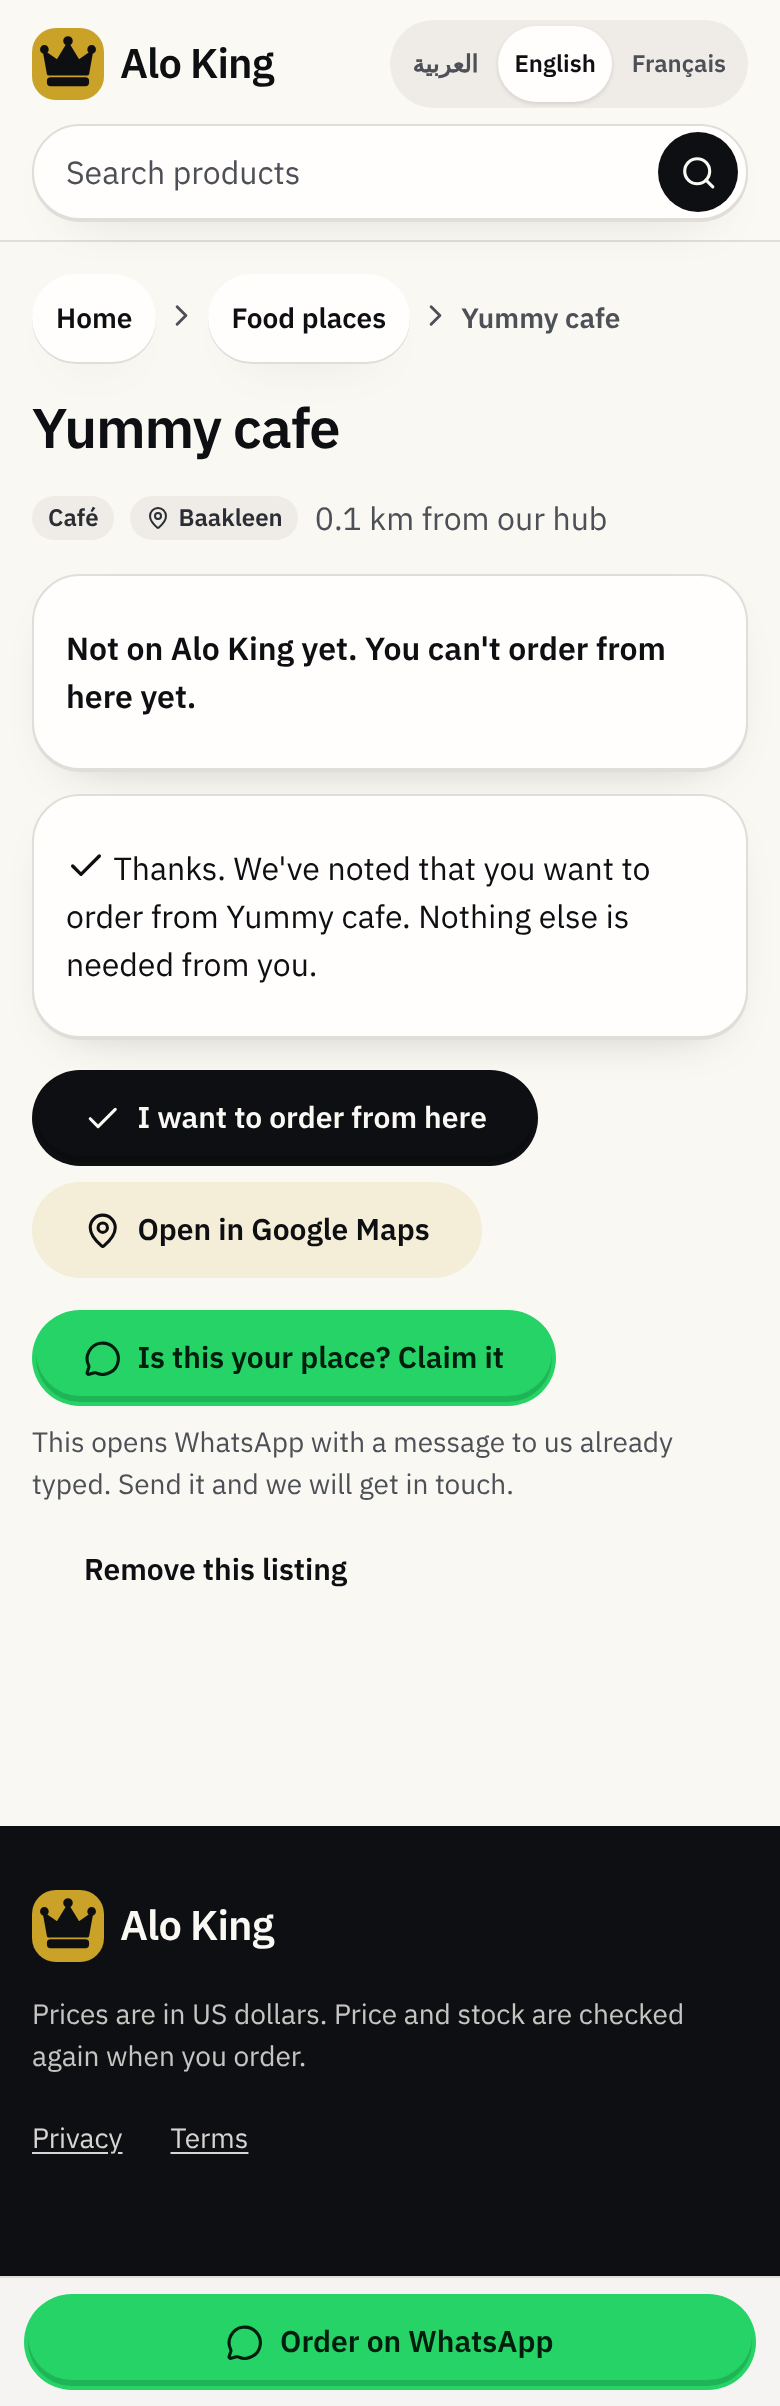 Alo King
العربية English Français
Search products
Home Food places Yummy cafe
Yummy cafe
Café Baakleen 0.1 km from our hub
Not on Alo King yet. You can't order from
here yet.
Thanks. We've noted that you want to
order from Yummy cafe. Nothing else is
needed from you.
I want to order from here
Open in Google Maps
Is this your place? Claim it
This opens WhatsApp with a message to us already
typed. Send it and we will get in touch.
Remove this listing
Alo King
Prices are in US dollars. Price and stock are checked
again when you order.
Privacy Terms
Order on WhatsApp